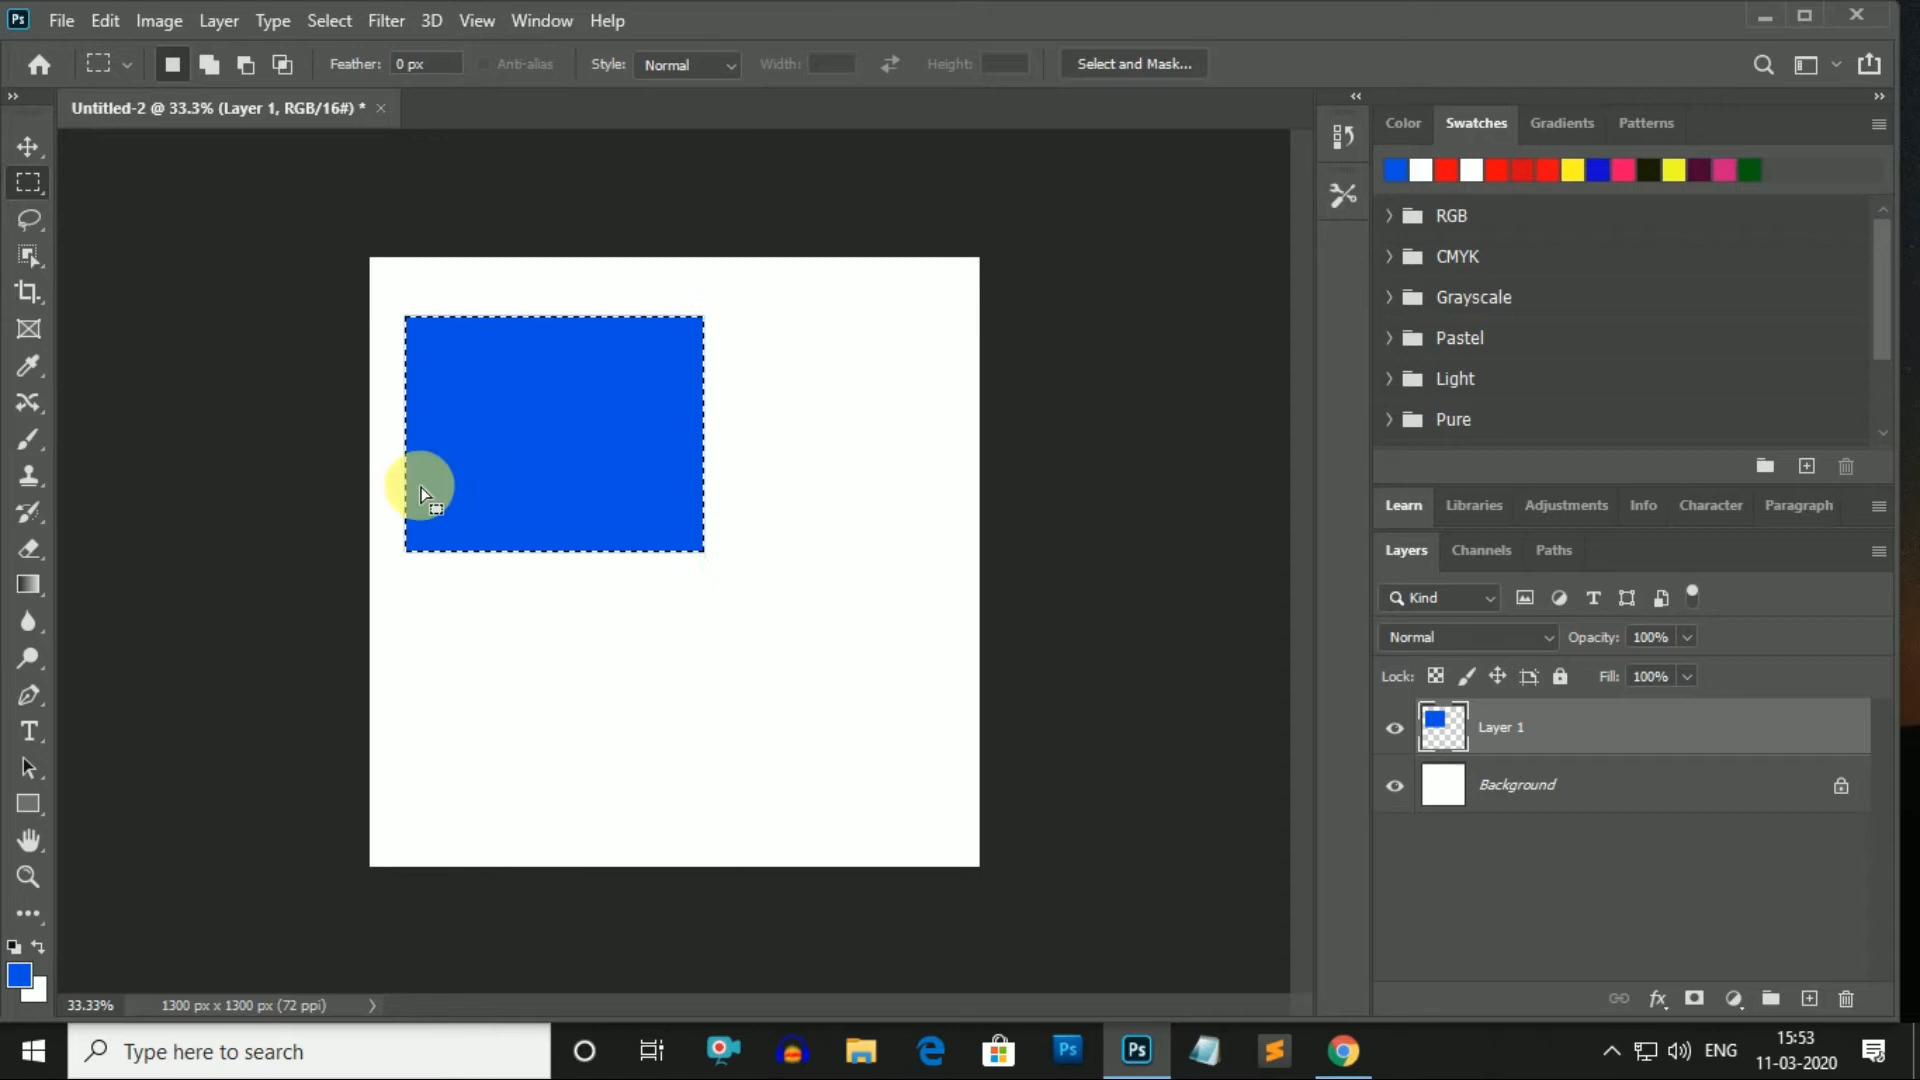 Ps File Edit Image Layer Type Select Filter 3D View Window Help
Feather: 0 px Anti-alias Style: Normal Width: Height: Select and Mask...
Untitled-2 @ 33.3% (Layer 1, RGB/16#) * ×
Color Swatches Gradients Patterns
RGB
CMYK
Grayscale
Pastel
Light
Pure
Learn Libraries Adjustments Info Character Paragraph
Layers Channels Paths
Kind
Normal Opacity: 100%
Lock: Fill: 100%
Layer 1
Background
33.33% 1300 px x 1300 px (72 ppi)
Type here to search Ps Ps ENG 15:53
11-03-2020